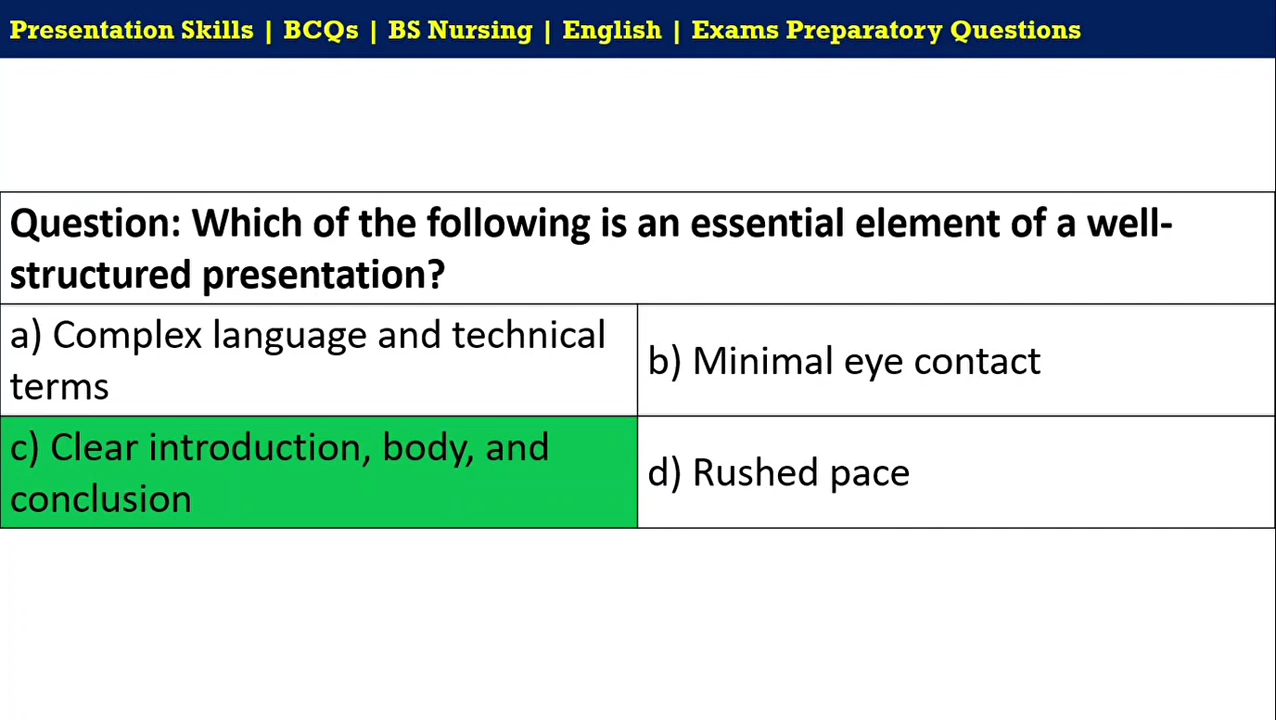 Presentation Skills | BCQs | BS Nursing | English | Exams Preparatory Questions
Question: Which of the following is an essential element of a well-
structured presentation?
a) Complex language and technical
terms
b) Minimal eye contact
c) Clear introduction, body, and
conclusion
d) Rushed pace